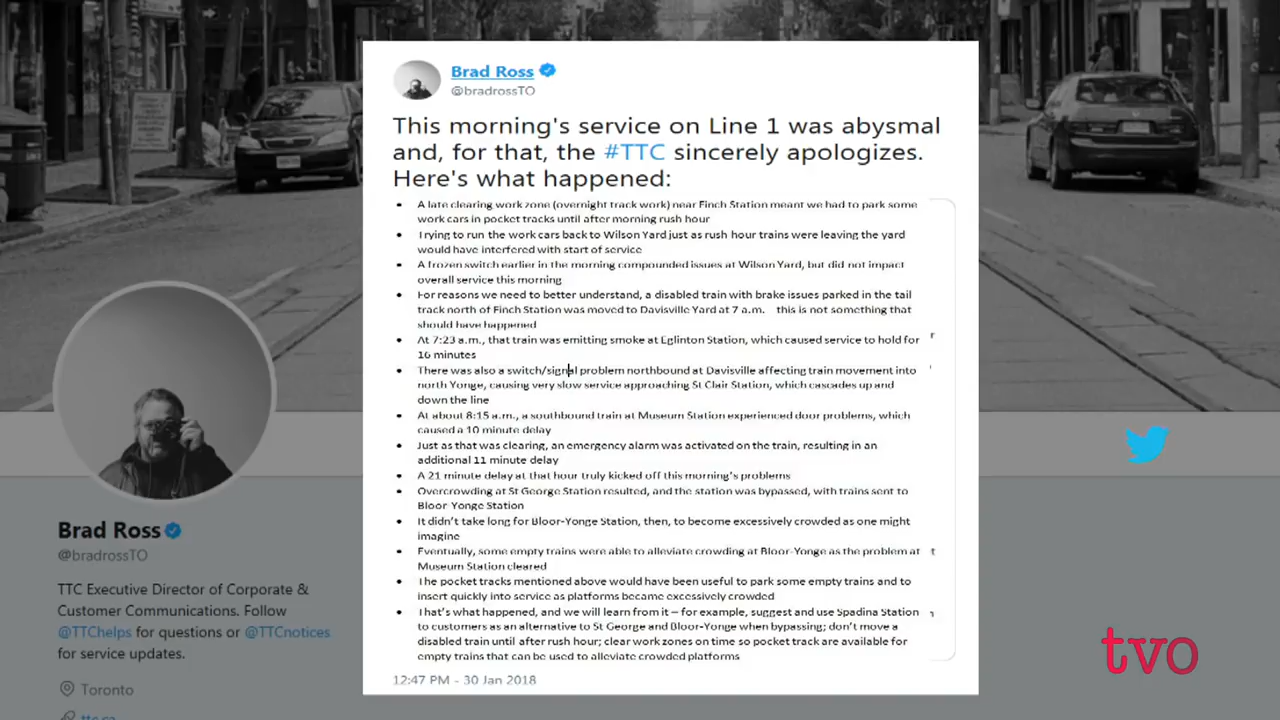 Brad Ross
@bradrossTO
This morning's service on Line 1 was abysmal
and, for that, the #TTC sincerely apologizes.
Here's what happened:
• A late clearing work zone (overnight track work) near Finch Station meant we had to park some
work cars in pocket tracks until after morning rush hour
• Trying to run the work cars back to Wilson Yard just as rush hour trains were leaving the yard
would have interfered with start of service
• A frozen switch earlier in the morning compounded issues at Wilson Yard, but did not impact
overall service this morning
• For reasons we need to better understand, a disabled train with brake issues parked in the tail
track north of Finch Station was moved to Davisville Yard at 7 a.m. this is not something that
should have happened
• At 7:23 a.m., that train was emitting smoke at Eglinton Station, which caused service to hold for
16 minutes
• There was also a switch/signal problem northbound at Davisville affecting train movement into
north Yonge, causing very slow service approaching St Clair Station, which cascades up and
down the line
• At about 8:15 a.m., a southbound train at Museum Station experienced door problems, which
caused a 10 minute delay
• Just as that was clearing, an emergency alarm was activated on the train, resulting in an
additional 11 minute delay
• A 21 minute delay at that hour truly kicked off this morning's problems
• Overcrowding at St George Station resulted, and the station was bypassed, with trains sent to
Bloor-Yonge Station
• It didn't take long for Bloor-Yonge Station, then, to become excessively crowded as one might
imagine
• Eventually, some empty trains were able to alleviate crowding at Bloor-Yonge as the problem at
Museum Station cleared
• The pocket tracks mentioned above would have been useful to park some empty trains and to
insert quickly into service as platforms became excessively crowded
• That's what happened, and we will learn from it – for example, suggest and use Spadina Station
to customers as an alternative to St George and Bloor-Yonge when bypassing; don't move a
disabled train until after rush hour; clear work zones on time so pocket track are available for
empty trains that can be used to alleviate crowded platforms
12:47 PM - 30 Jan 2018
Brad Ross
@bradrossTO
TTC Executive Director of Corporate &
Customer Communications. Follow
@TTChelps for questions or @TTCnotices
for service updates.
Toronto
tvo